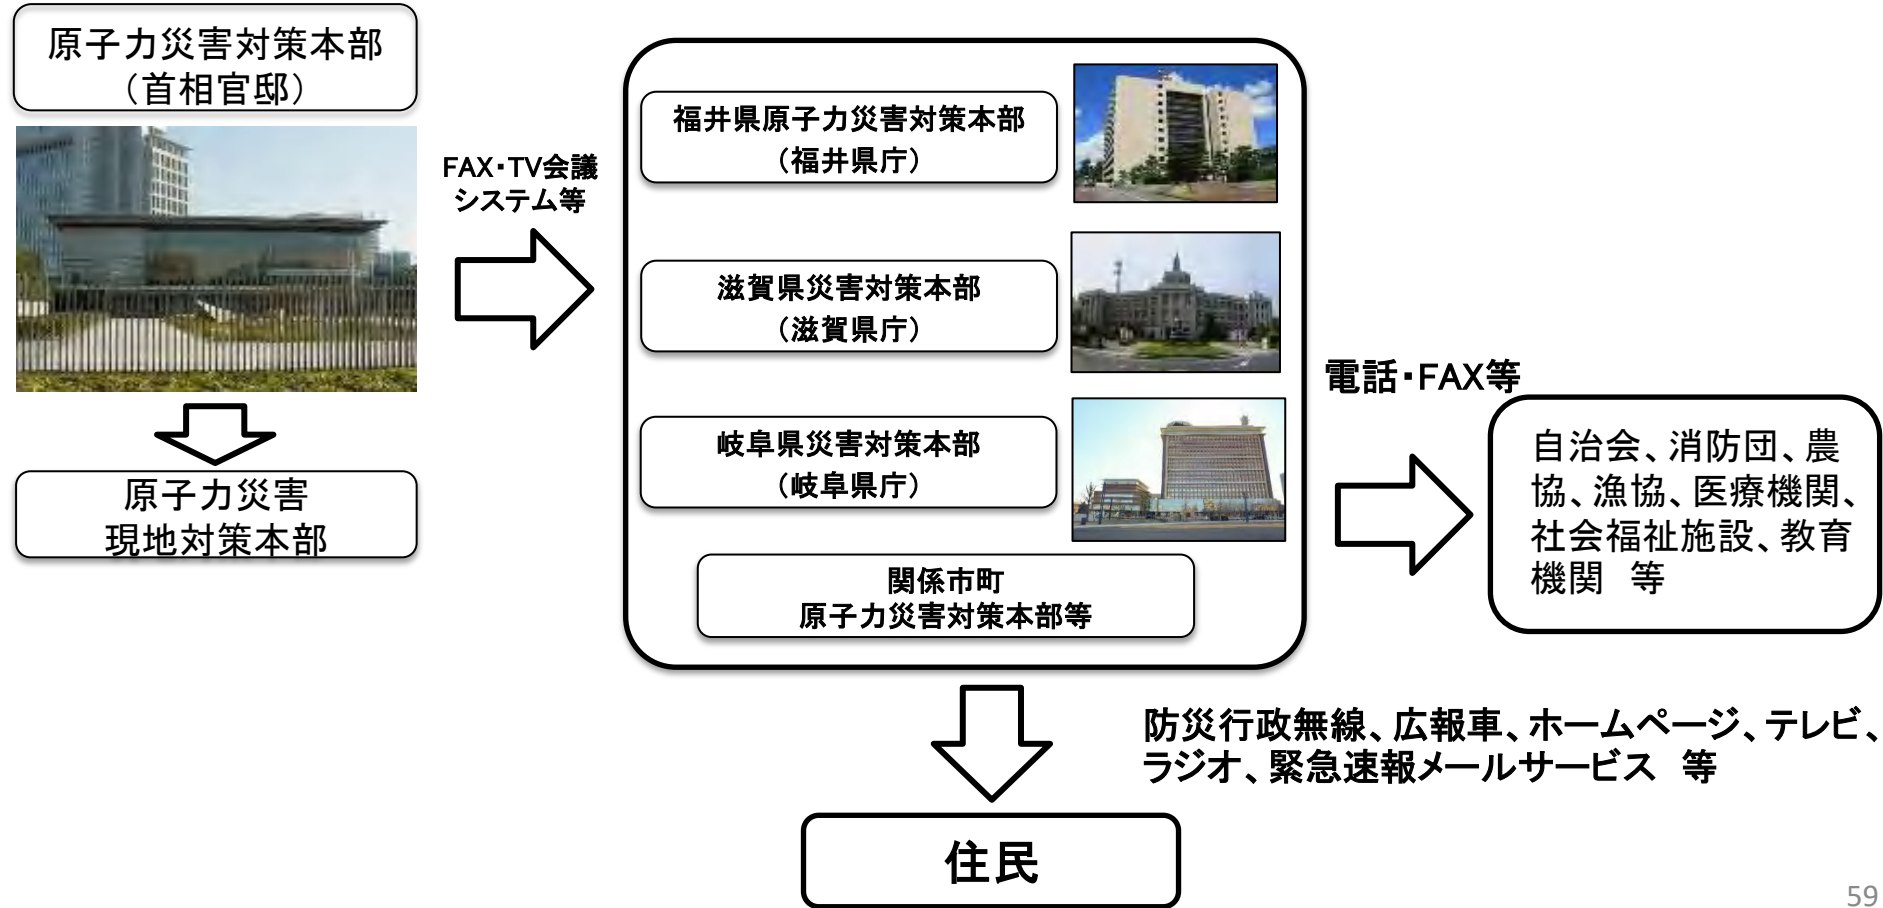 原子力災害対策本部
（首相官邸）
原子力災害
現地対策本部
FAX・TV会議
システム等
福井県原子力災害対策本部
（福井県庁）
滋賀県災害対策本部
（滋賀県庁）
岐阜県災害対策本部
（岐阜県庁）
関係市町
原子力災害対策本部等
電話・FAX等
自治会、消防団、農
協、漁協、医療機関、
社会福祉施設、教育
機関　等
防災行政無線、広報車、ホームページ、テレビ、
ラジオ、緊急速報メールサービス　等
住民
59